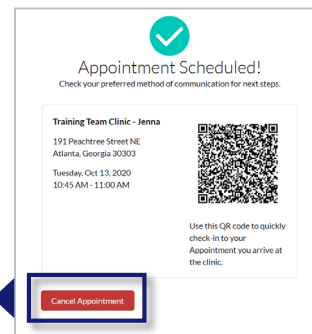 Appointment Scheduled!
Check your preferred method of communication for next steps.
Training Team Clinic - Jenna
191 Peachtree Street NE
Atlanta, Georgia 30303
Tuesday, Oct 13, 2020
10:45 AM - 11:00 AM
Use this QR code to quickly
check-in to your
Appointment you arrive at
the clinic.
Cancel Appointment